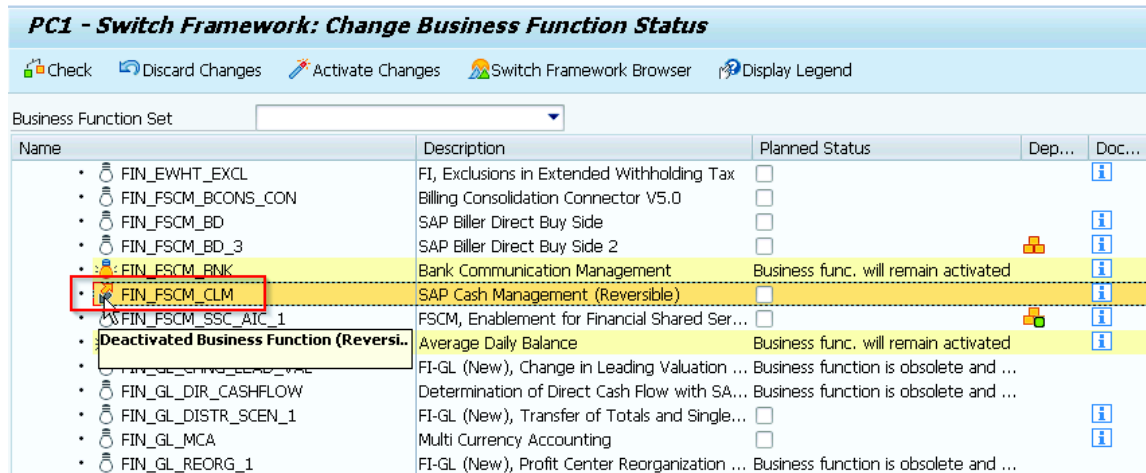 PC1 - Switch Framework: Change Business Function Status
Check Discard Changes Activate Changes Switch Framework Browser Display Legend
Business Function Set
Name Description Planned Status Dep... Doc...
FIN_EWHT_EXCL FI, Exclusions in Extended Withholding Tax
FIN_FSCM_BCONS_CON Billing Consolidation Connector V5.0
FIN_FSCM_BD SAP Biller Direct Buy Side
FIN_FSCM_BD_3 SAP Biller Direct Buy Side 2
FIN_FSCM_BNK Bank Communication Management Business func. will remain activated
FIN_FSCM_CLM SAP Cash Management (Reversible)
FIN_FSCM_SSC_AIC_1 FSCM, Enablement for Financial Shared Ser...
Deactivated Business Function (Reversi.. Average Daily Balance Business func. will remain activated
FIN_GL_CHNG_LEAD_VAL FI-GL (New), Change in Leading Valuation ... Business function is obsolete and ...
FIN_GL_DIR_CASHFLOW Determination of Direct Cash Flow with SA... Business function is obsolete and ...
FIN_GL_DISTR_SCEN_1 FI-GL (New), Transfer of Totals and Single...
FIN_GL_MCA Multi Currency Accounting
FIN_GL_REORG_1 FI-GL (New), Profit Center Reorganization ... Business function is obsolete and ...